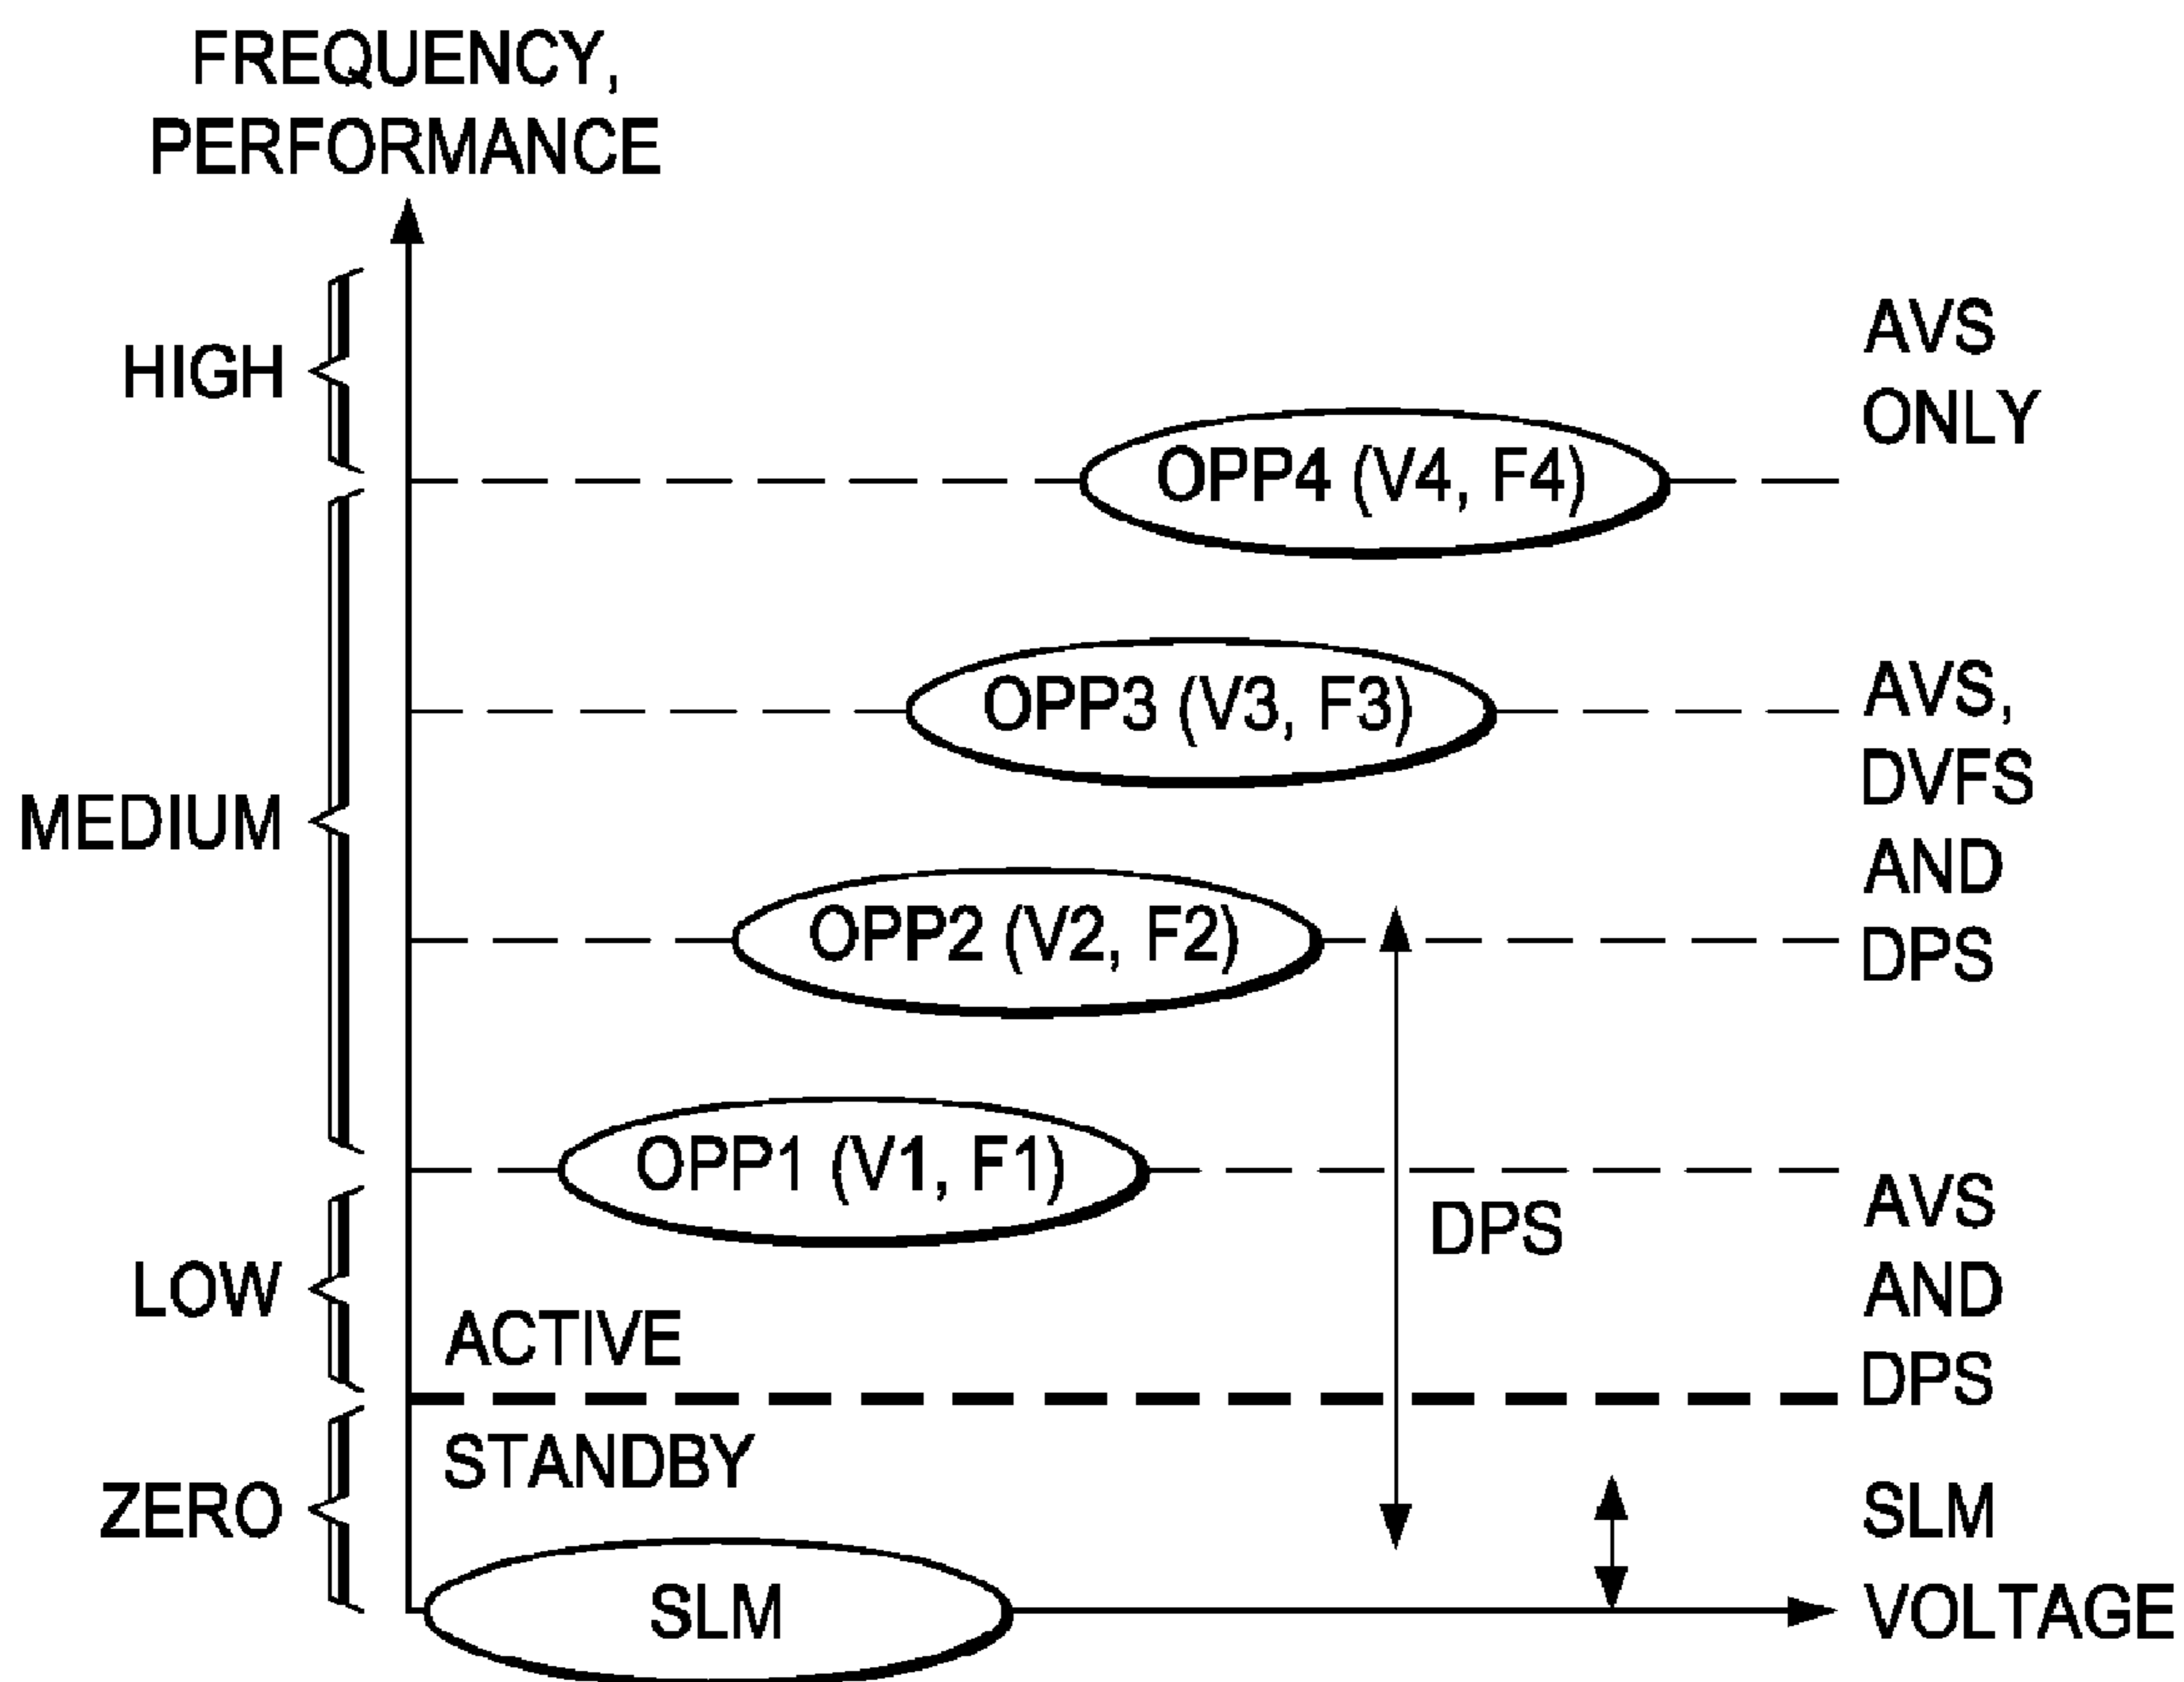 FREQUENCY,
PERFORMANCE
HIGH
AVS
ONLY
OPP4 (V4, F4)
OPP3 (V3, F3)
AVS,
DVFS
AND
DPS
MEDIUM
OPP2 (V2, F2)
OPP1 (V1, F1)
DPS
AVS
AND
DPS
LOW
ACTIVE
STANDBY
ZERO
SLM
SLM
VOLTAGE